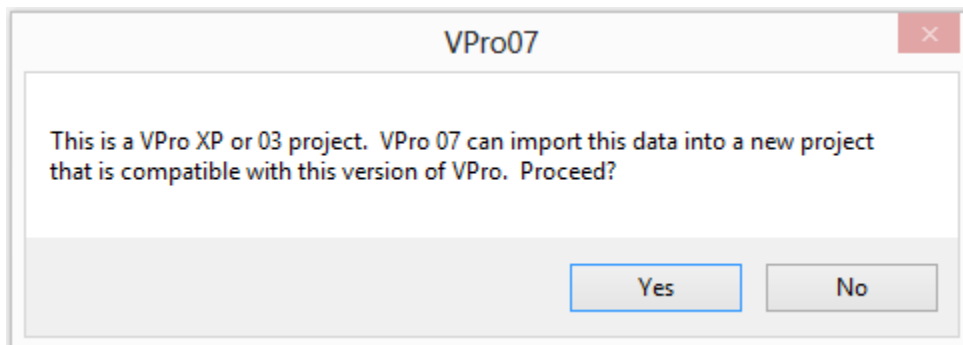 VPro07
This is a VPro XP or 03 project.  VPro 07 can import this data into a new project
that is compatible with this version of VPro.  Proceed?
Yes
No